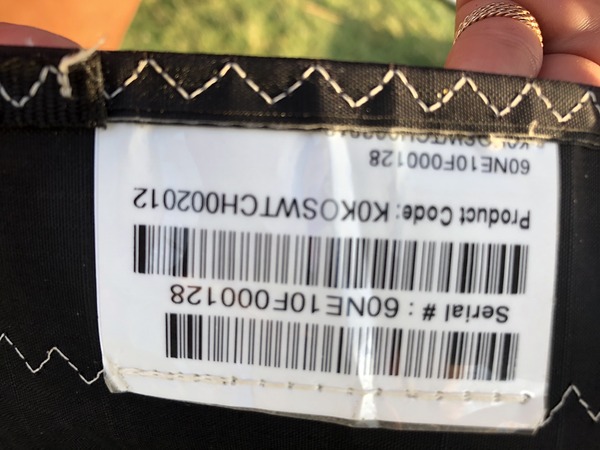 Serial # : 60NE10F000128
Product Code: K0KOSWTCH002012
60NE10F000128